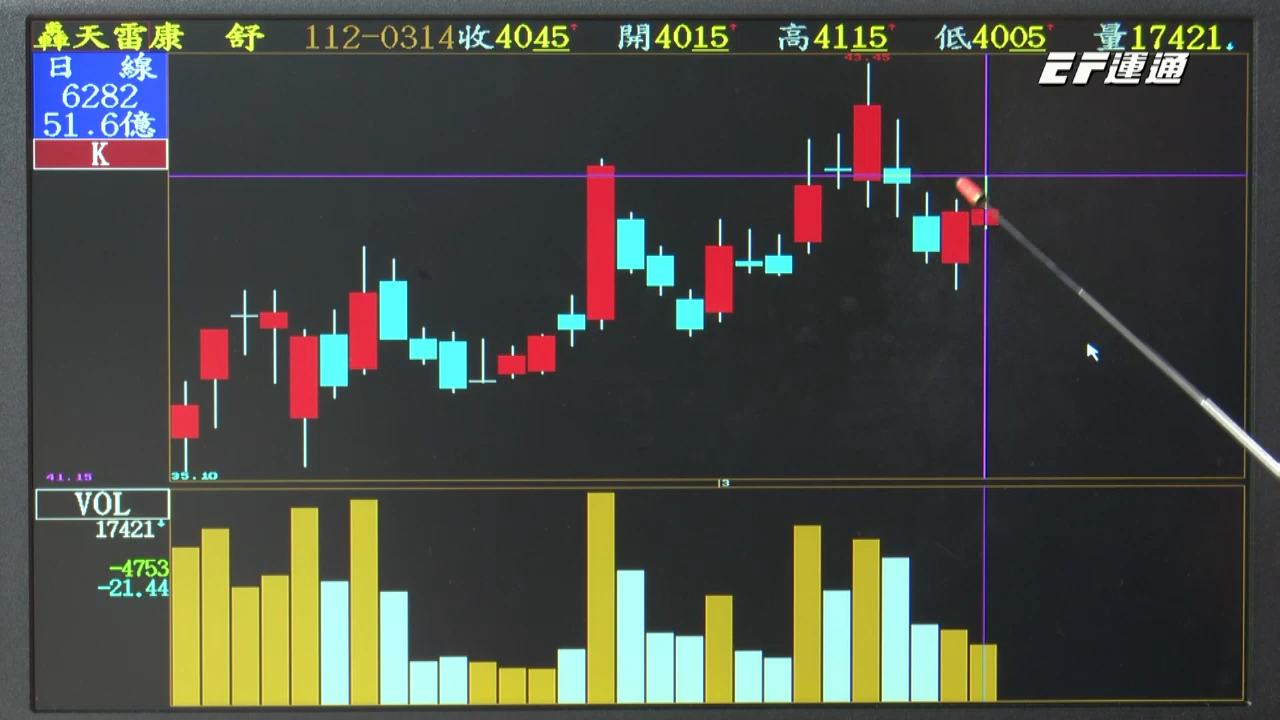 轟天雷康 舒 112-0314收4045↑ 開4015↑ 高4115↑ 低4005↑ 量17421↓
EF運通
日 線
6282
51.6億
K
43.45
41.15
35.10
3
VOL
17421↓
-4753
-21.44